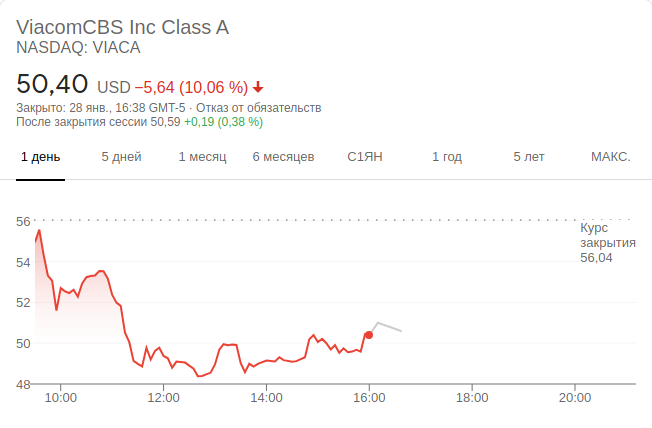 ViacomCBS Inc Class A
NASDAQ: VIACA
50,40 USD −5,64 (10,06 %)
Закрыто: 28 янв., 16:38 GMT-5 · Отказ от обязательств
После закрытия сессии 50,59 +0,19 (0,38 %)
1 день 5 дней 1 месяц 6 месяцев С1ЯН 1 год 5 лет МАКС.
56
Курс
закрытия
56,04
54
52
50
48
10:00 12:00 14:00 16:00 18:00 20:00